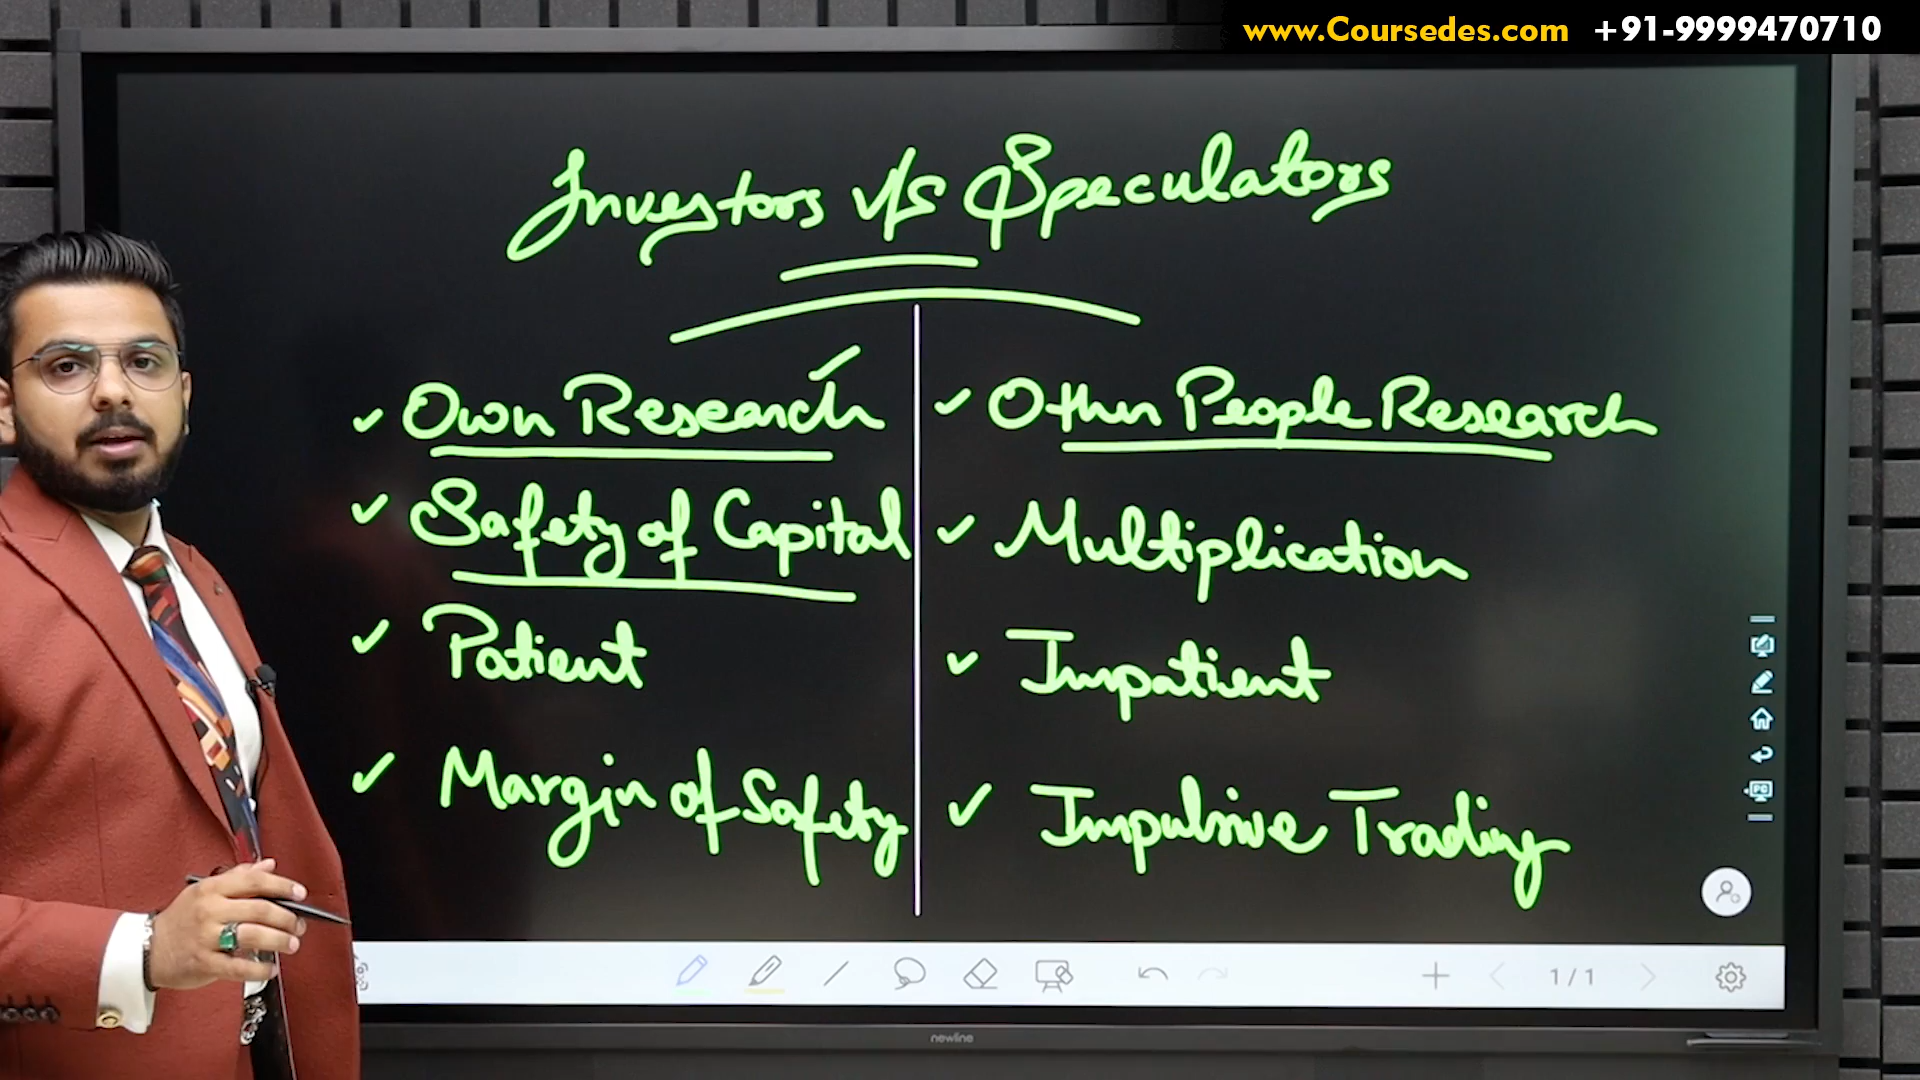 www.Coursedes.com +91-9999470710
Investors v/s Speculators
Own Research
Safety of Capital
Patient
Margin of Safety
Other People Research
Multiplication
Impatient
Impulsive Trading
PC
1/1
newline